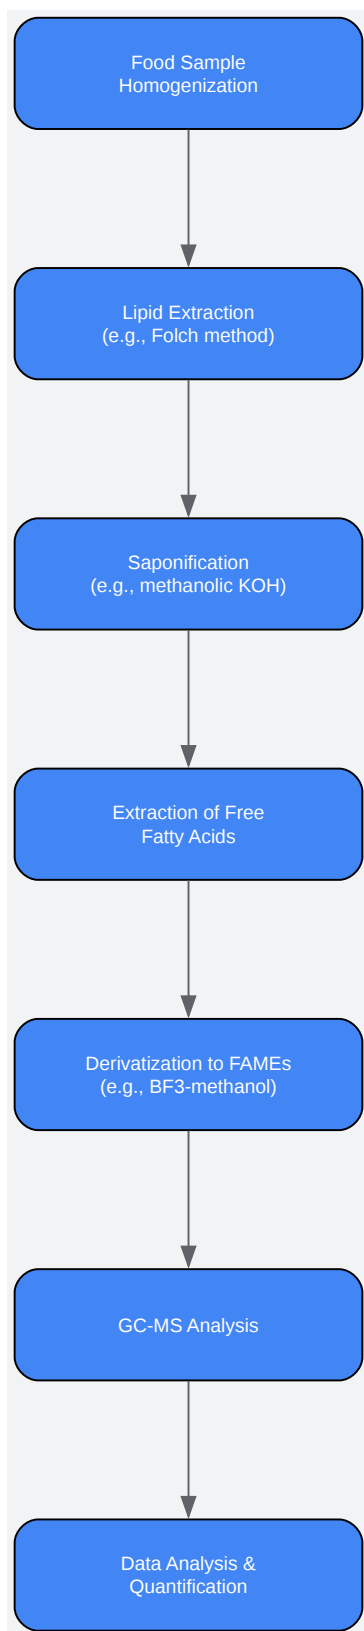 Food Sample
Homogenization
Lipid Extraction
(e.g., Folch method)
Saponification
(e.g., methanolic KOH)
Extraction of Free
Fatty Acids
Derivatization to FAMEs
(e.g., BF3-methanol)
GC-MS Analysis
Data Analysis &
Quantification